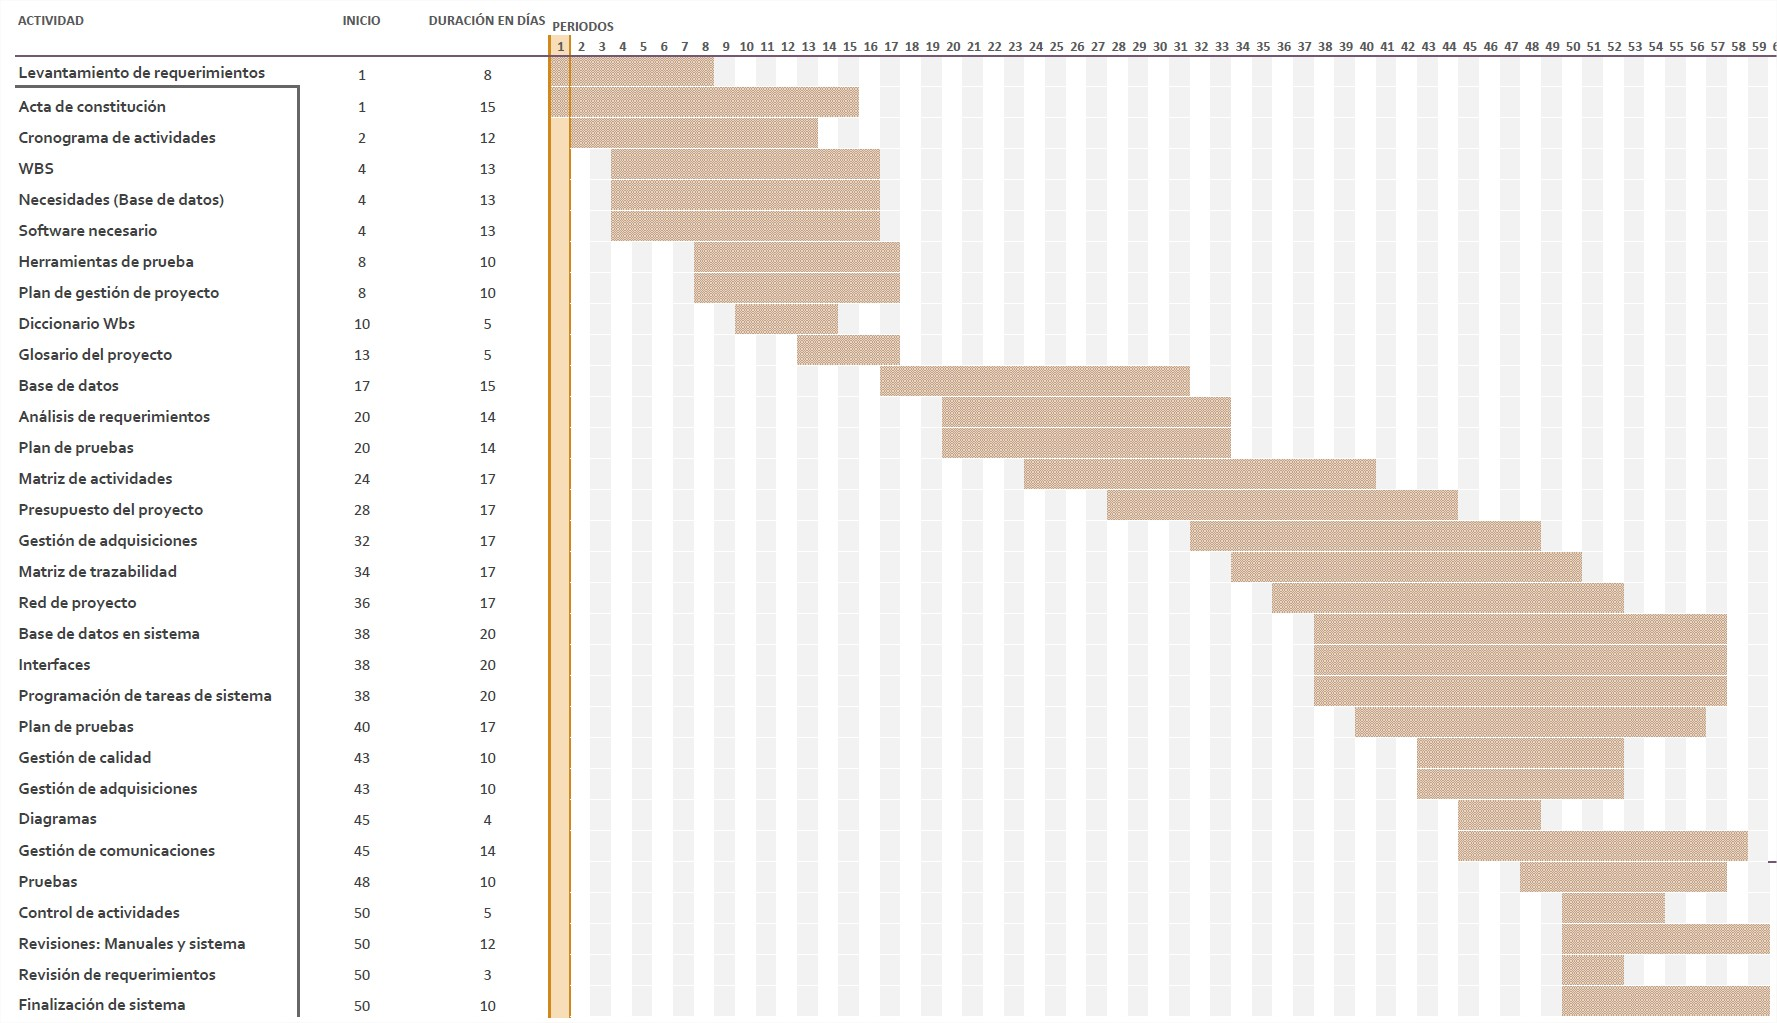 ACTIVIDAD INICIO DURACIÓN EN DÍAS PERIODOS
1 2 3 4 5 6 7 8 9 10 11 12 13 14 15 16 17 18 19 20 21 22 23 24 25 26 27 28 29 30 31 32 33 34 35 36 37 38 39 40 41 42 43 44 45 46 47 48 49 50 51 52 53 54 55 56 57 58 59
Levantamiento de requerimientos 1 8
Acta de constitución 1 15
Cronograma de actividades 2 12
WBS 4 13
Necesidades (Base de datos) 4 13
Software necesario 4 13
Herramientas de prueba 8 10
Plan de gestión de proyecto 8 10
Diccionario Wbs 10 5
Glosario del proyecto 13 5
Base de datos 17 15
Análisis de requerimientos 20 14
Plan de pruebas 20 14
Matriz de actividades 24 17
Presupuesto del proyecto 28 17
Gestión de adquisiciones 32 17
Matriz de trazabilidad 34 17
Red de proyecto 36 17
Base de datos en sistema 38 20
Interfaces 38 20
Programación de tareas de sistema 38 20
Plan de pruebas 40 17
Gestión de calidad 43 10
Gestión de adquisiciones 43 10
Diagramas 45 4
Gestión de comunicaciones 45 14
Pruebas 48 10
Control de actividades 50 5
Revisiones: Manuales y sistema 50 12
Revisión de requerimientos 50 3
Finalización de sistema 50 10